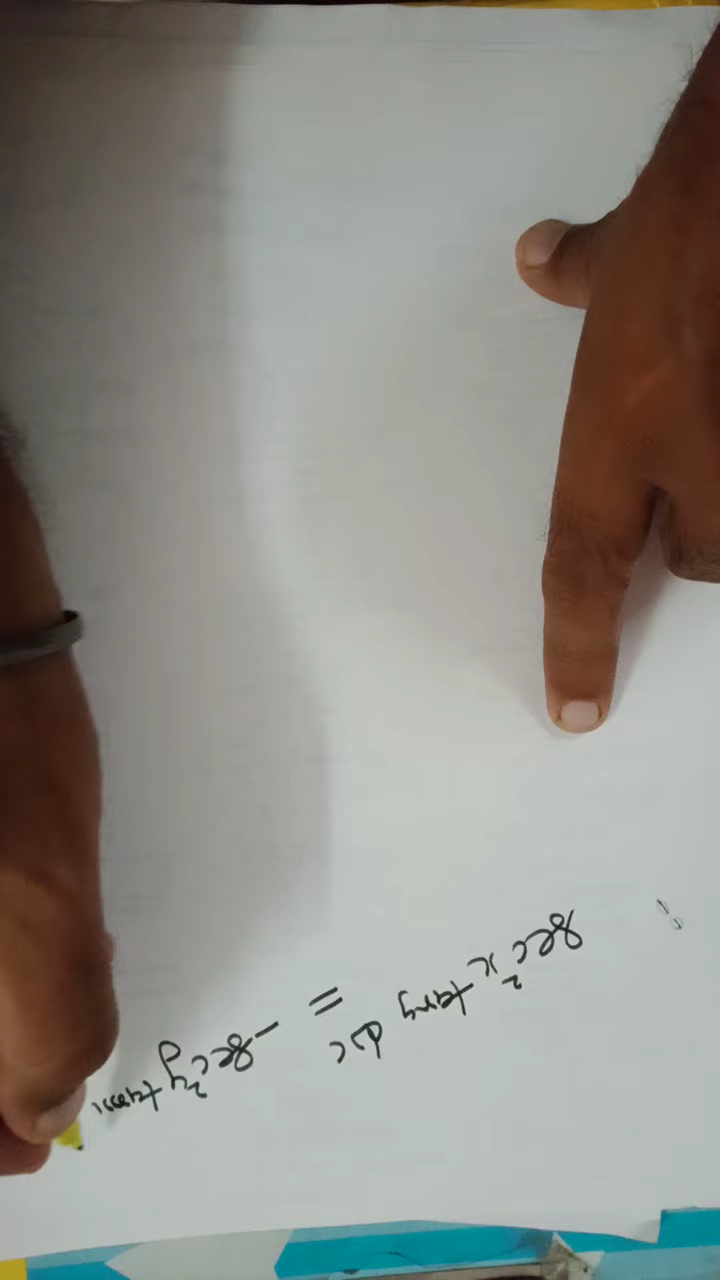 sec²x tany dx = -sec²y tanx